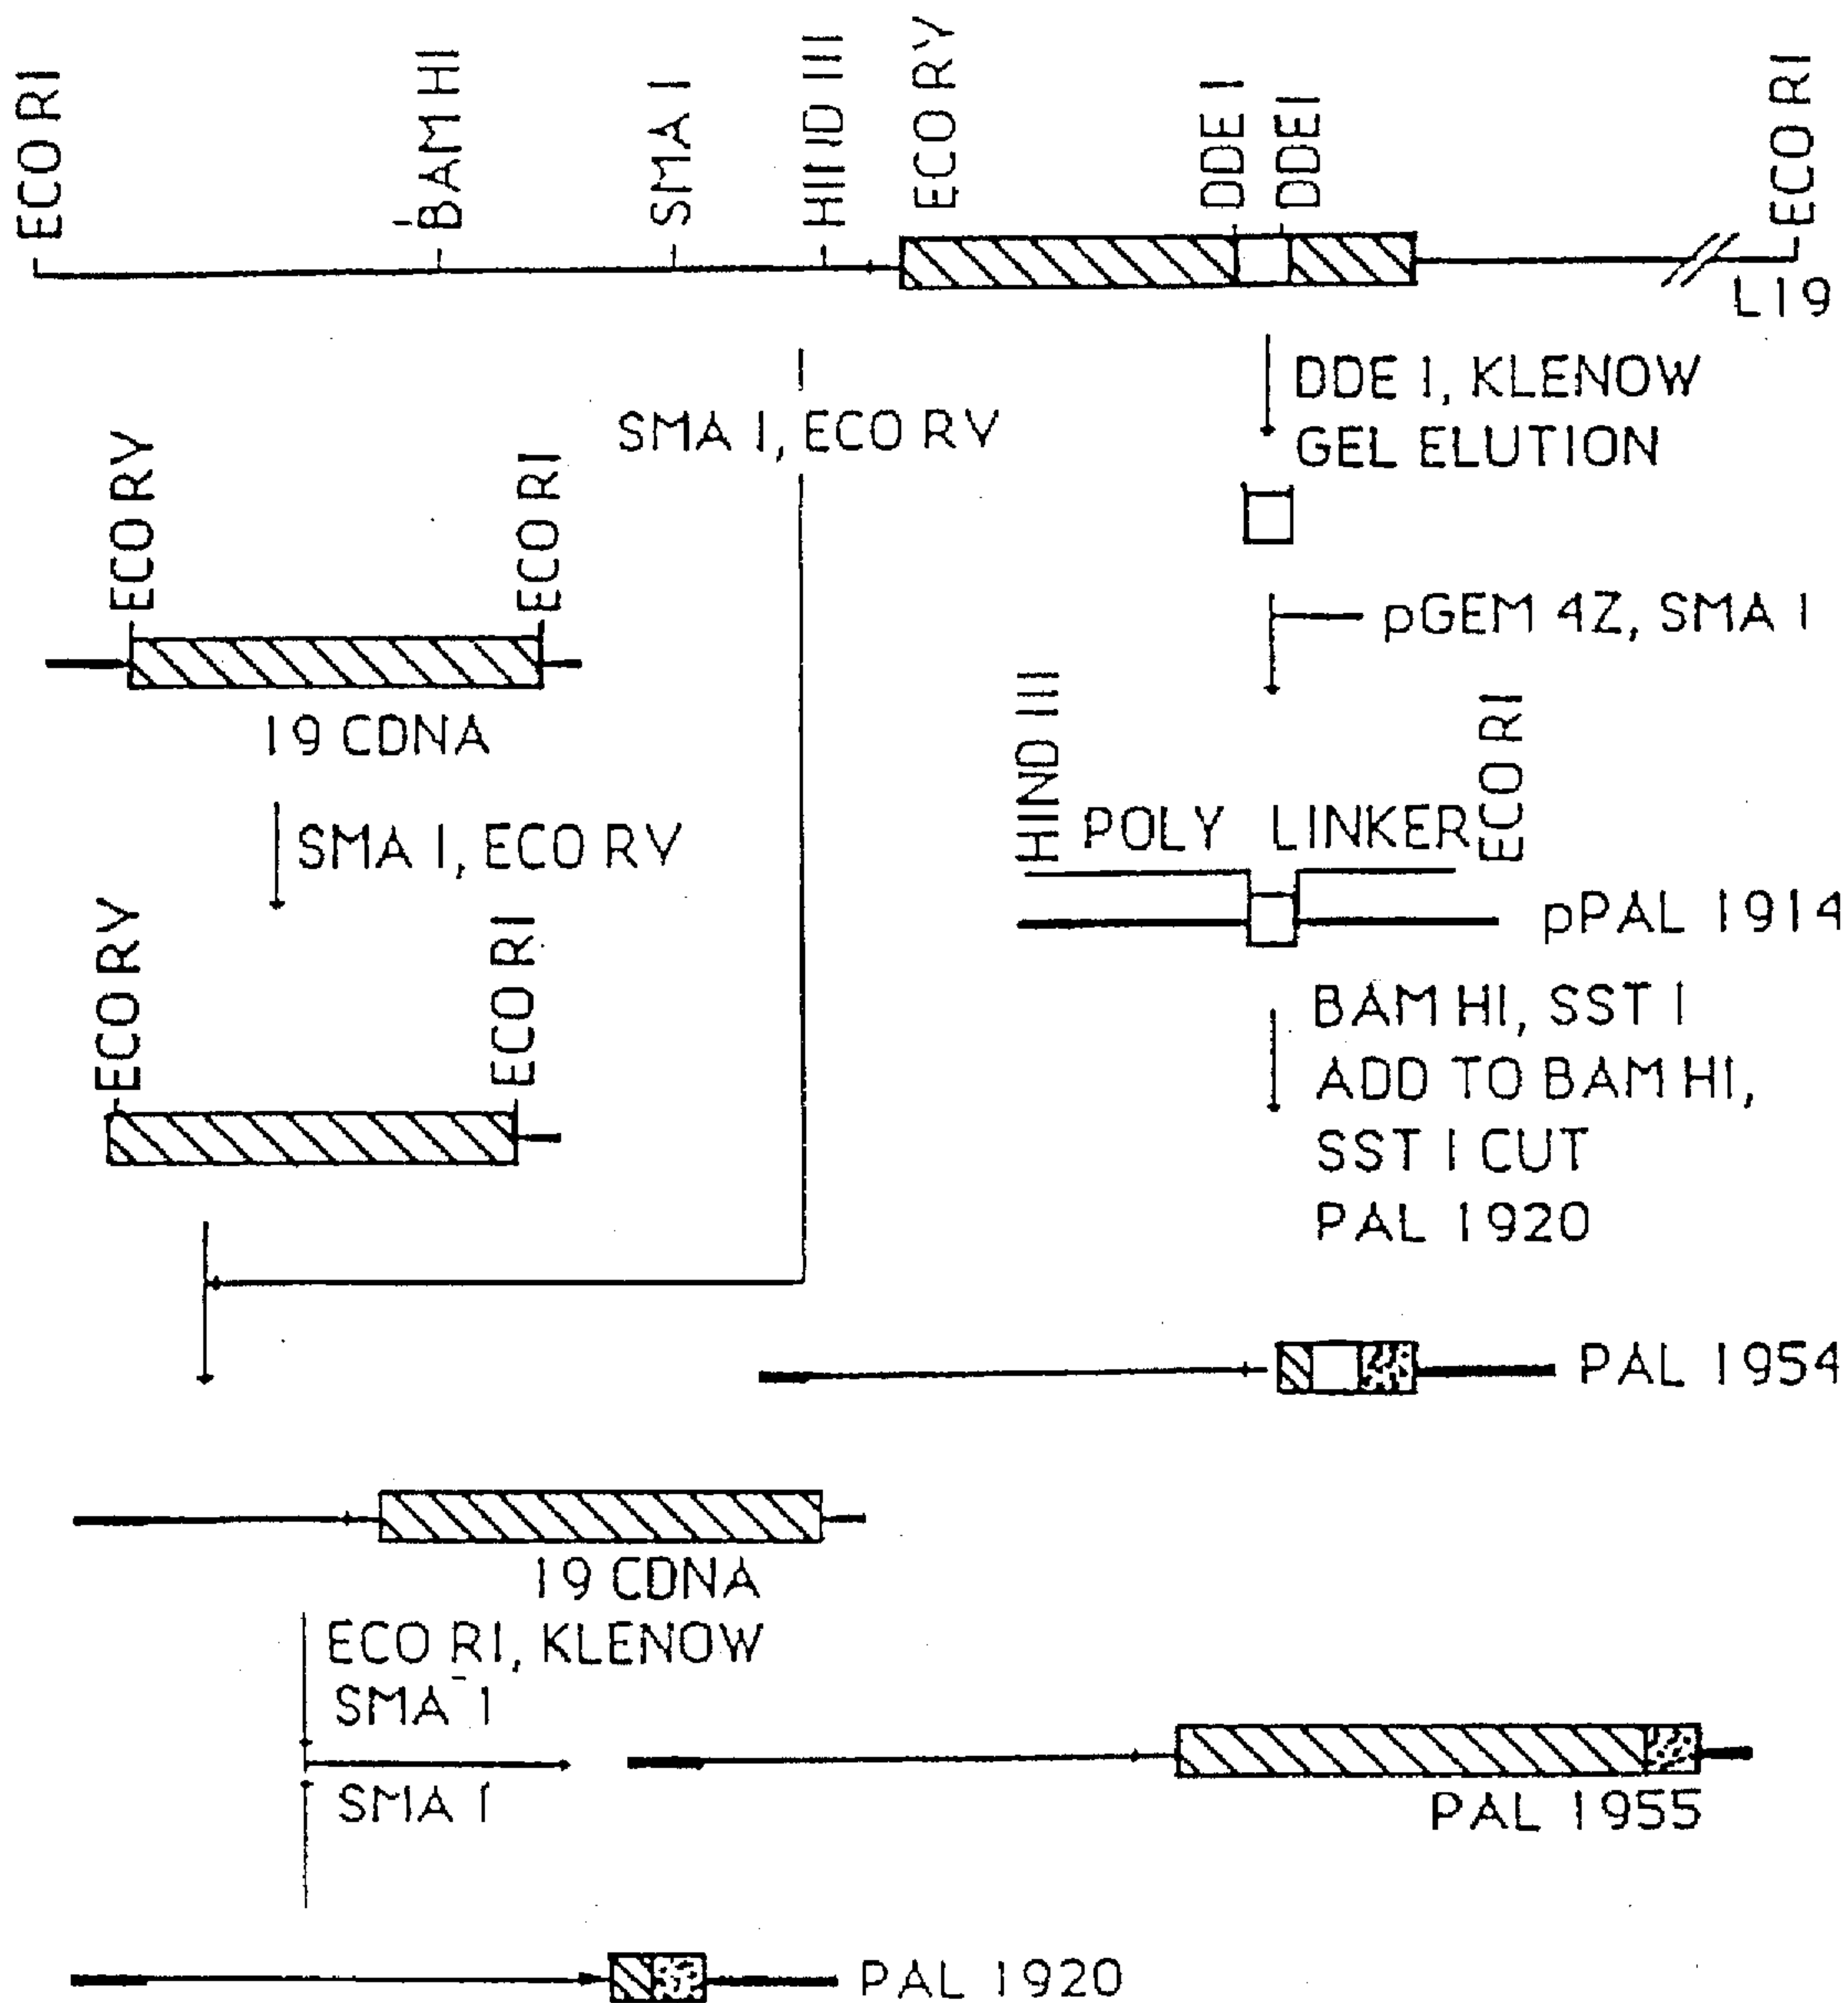 ECO RI
BAM HI
SMA I
HIND III
ECO RV
DDE I
DDE I
ECO RI
L19
DDE I, KLENOW
GEL ELUTION
SMA I, ECO RV
ECO RV
ECO RI
pGEM 4Z, SMA I
19 CDNA
HIND III
POLY LINKER
ECO RI
SMA I, ECO RV
pPAL 1914
ECO RV
ECO RI
BAM HI, SST I
ADD TO BAM HI,
SST I CUT
PAL 1920
PAL 1954
19 CDNA
ECO RI, KLENOW
SMA I
SMA I
PAL 1955
PAL 1920